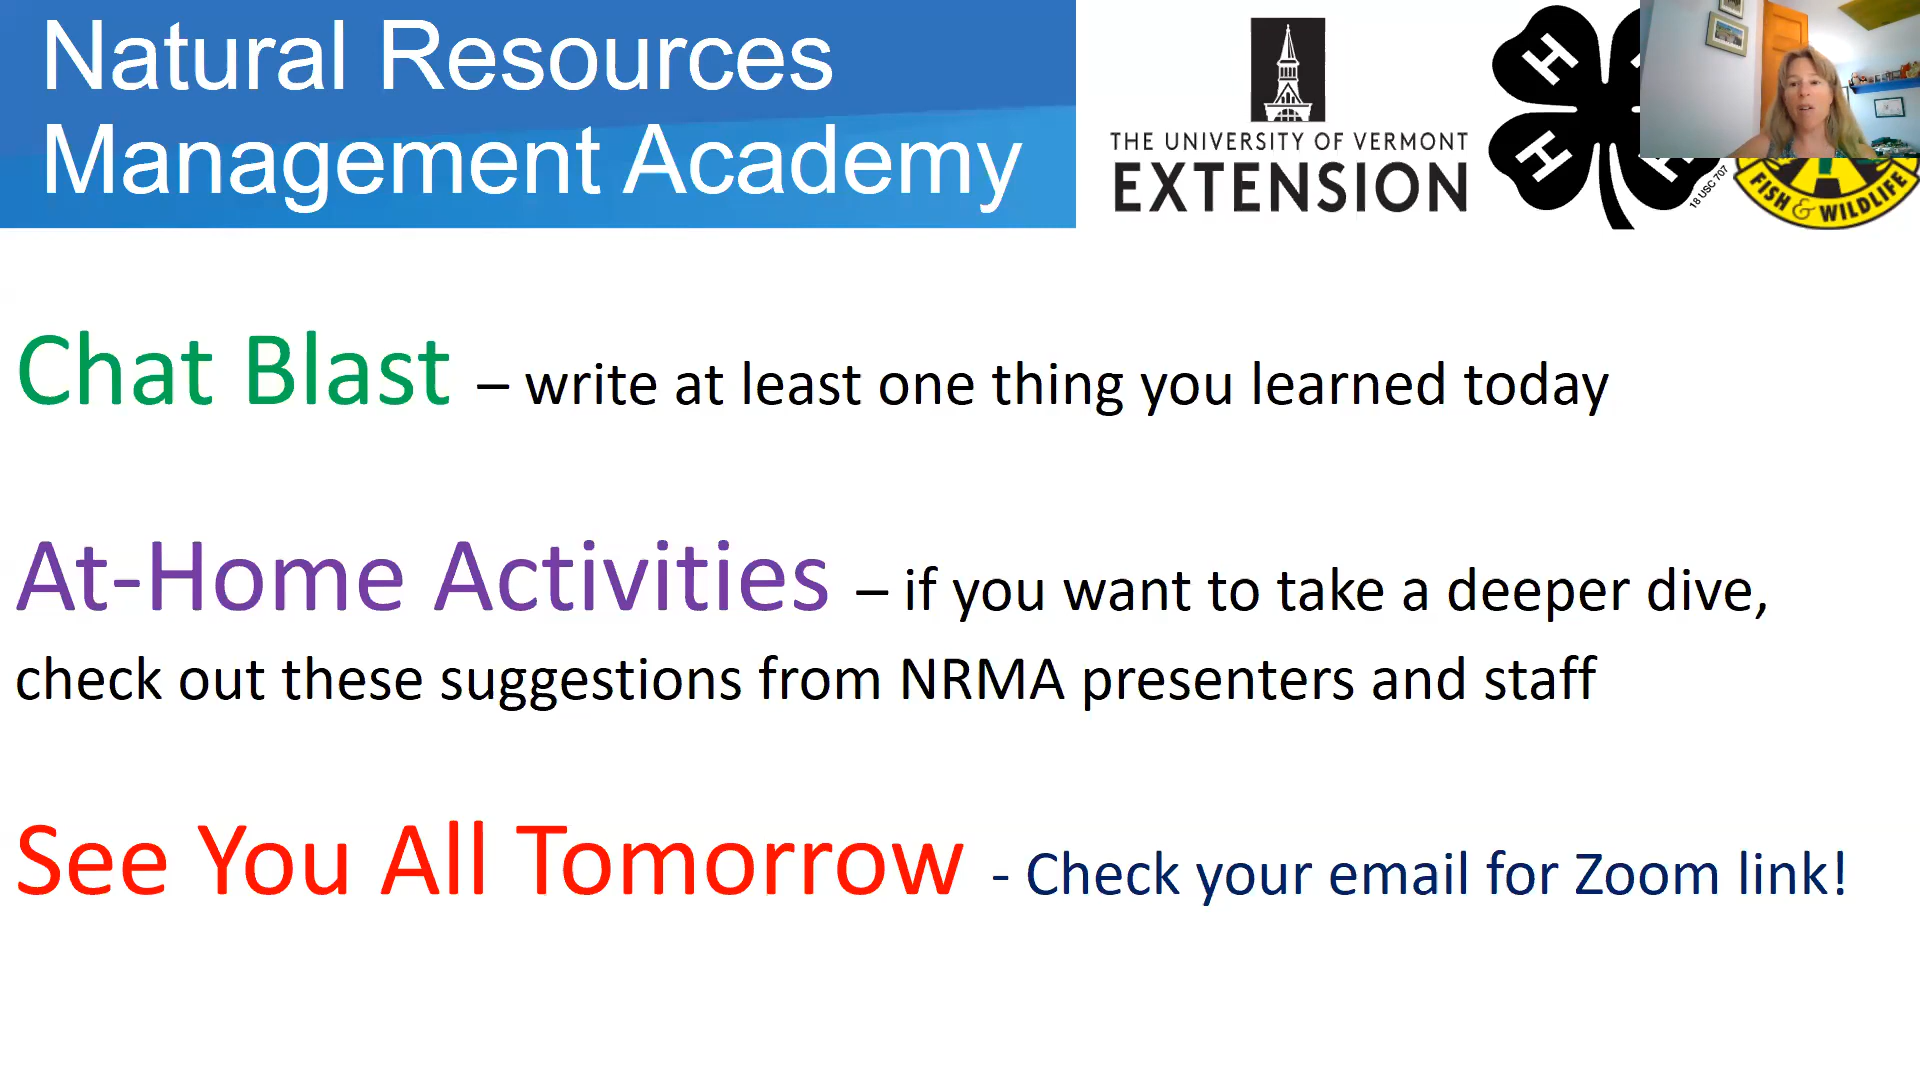 Natural Resources
Management Academy
THE UNIVERSITY OF VERMONT
EXTENSION
H
H
18 USC 707
FISH & WILDLIFE
Chat Blast – write at least one thing you learned today
At-Home Activities – if you want to take a deeper dive,
check out these suggestions from NRMA presenters and staff
See You All Tomorrow - Check your email for Zoom link!